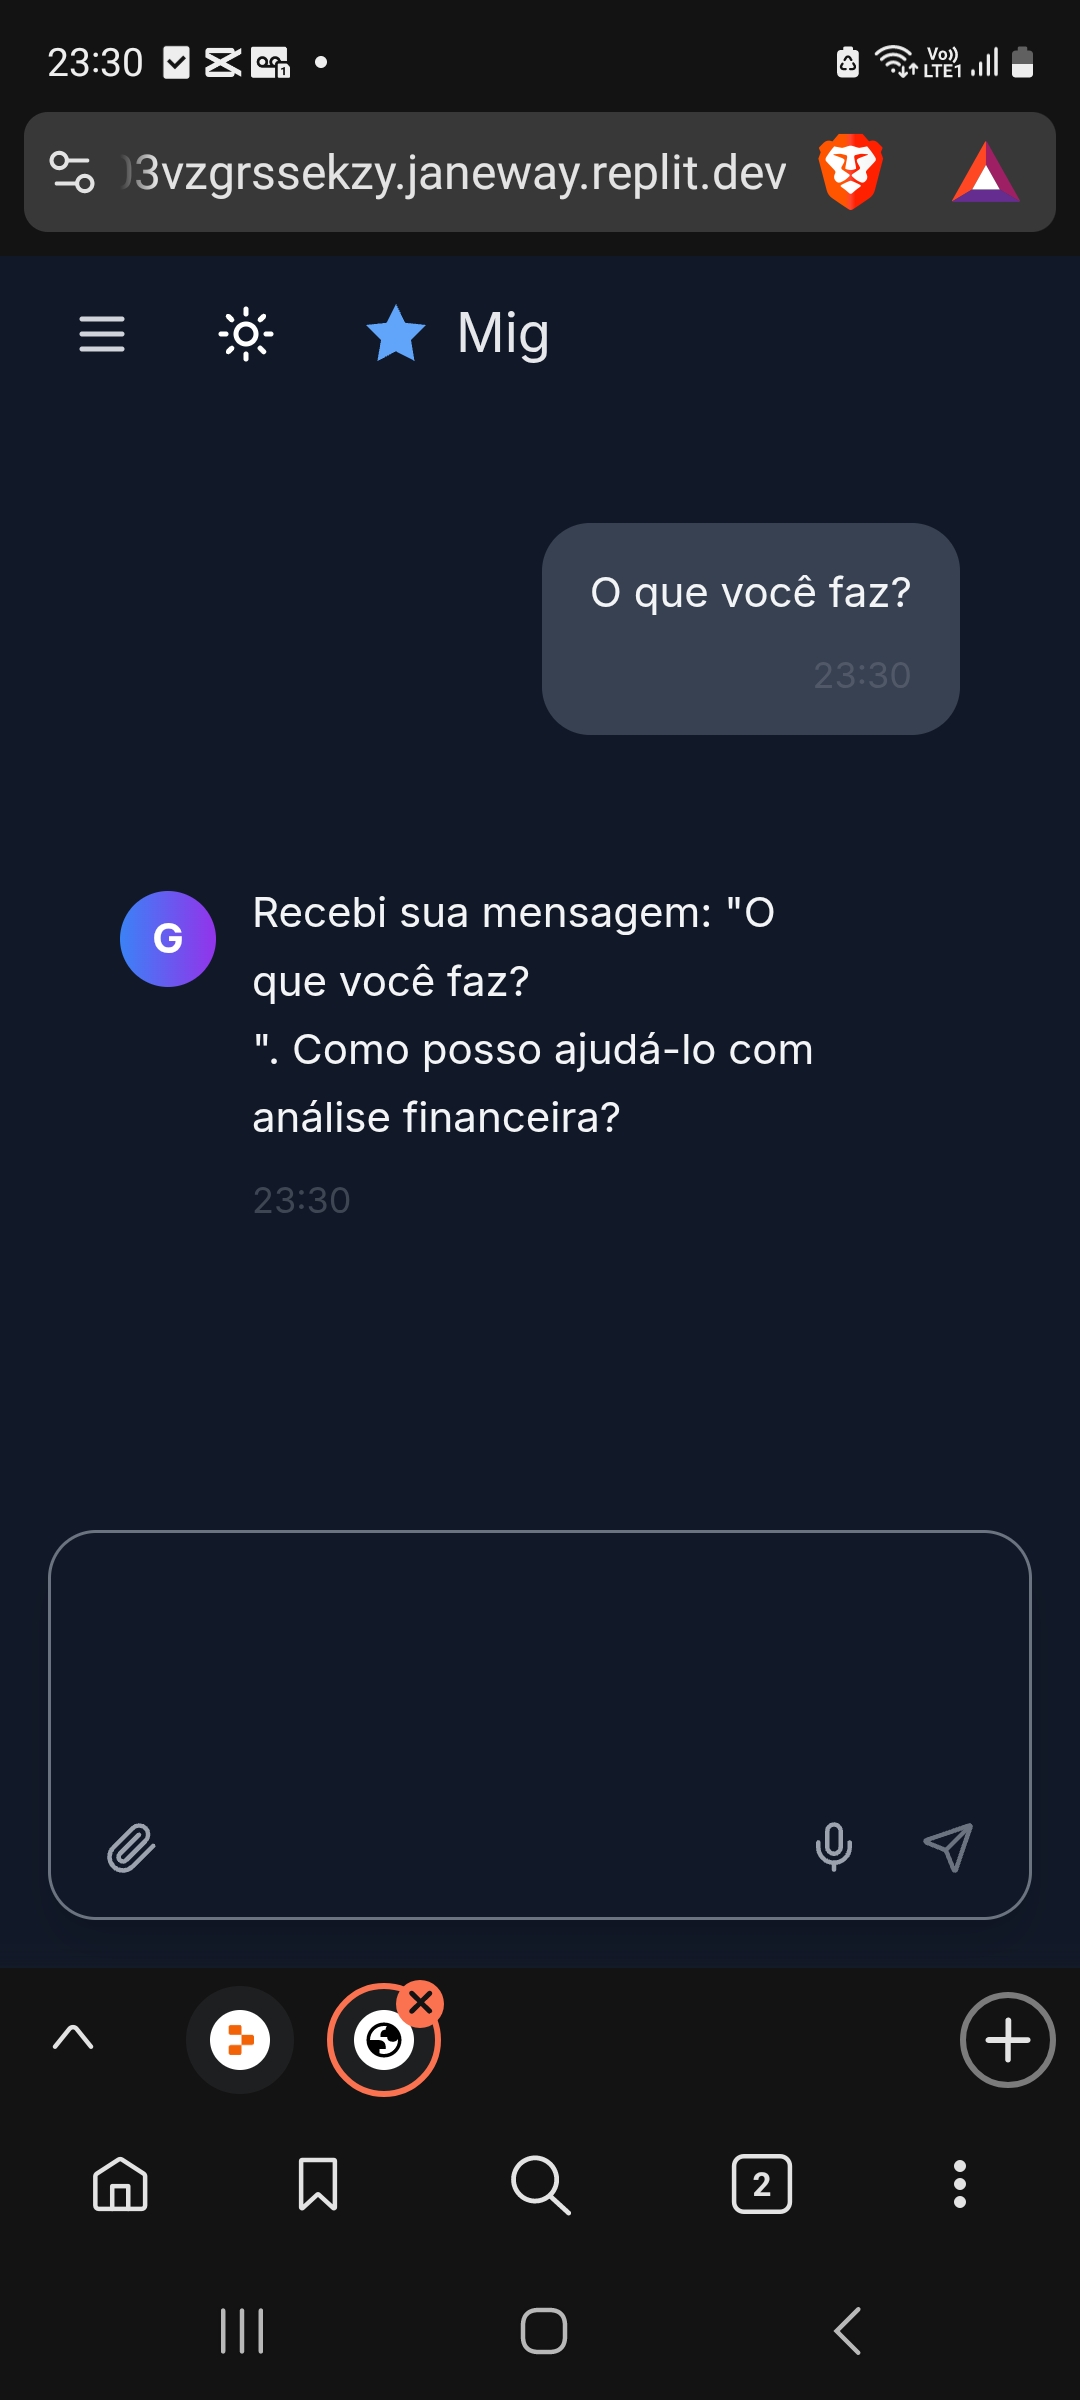 23:30
1
Vo))
LTE1
3vzgrssekzy.janeway.replit.dev
Mig
O que você faz?
23:30
G
Recebi sua mensagem: "O
que você faz?
". Como posso ajudá-lo com
análise financeira?
23:30
2